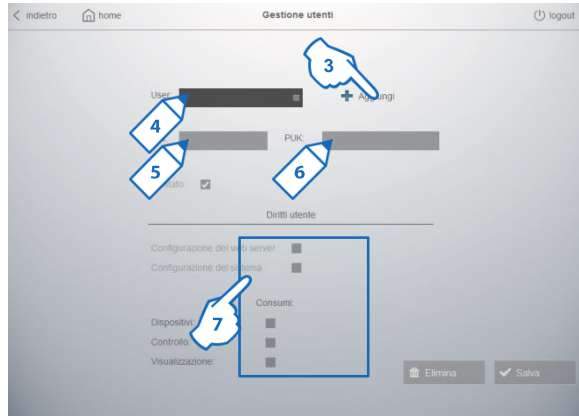 indietro home Gestione utenti logout
3
User: Aggiungi
4
PUK:
5 6
Diritti utente
Configurazione del web server
Configurazione del sistema
Consumi:
Dispositivi:
7
Controllo:
Visualizzazione:
Elimina Salva